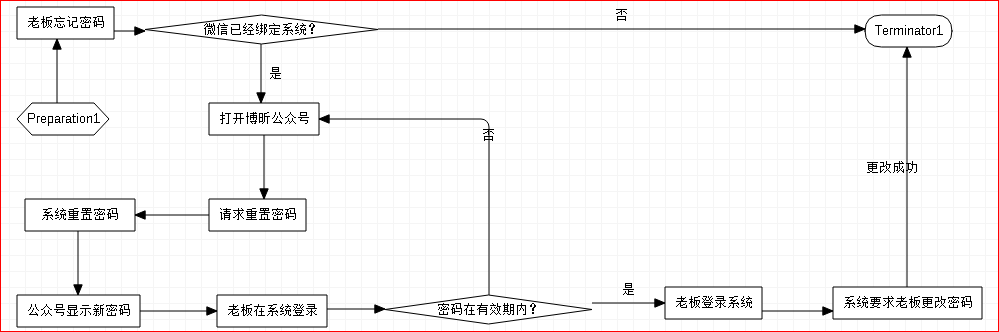 老板忘记密码
微信已经绑定系统？
否
Terminator1
是
Preparation1
打开博昕公众号
否
更改成功
系统重置密码
请求重置密码
公众号显示新密码
老板在系统登录
密码在有效期内？
是
老板登录系统
系统要求老板更改密码